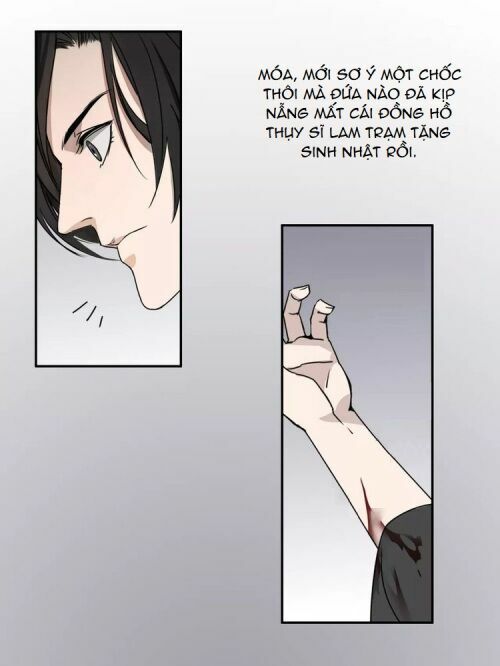 MÓA, MỚI SƠ Ý MỘT CHỐC
THÔI MÀ ĐỨA NÀO ĐÃ KỊP
NẪNG MẤT CÁI ĐỒNG HỒ
THỤY SĨ LAM TRẠM TẶNG
SINH NHẬT RỒI.